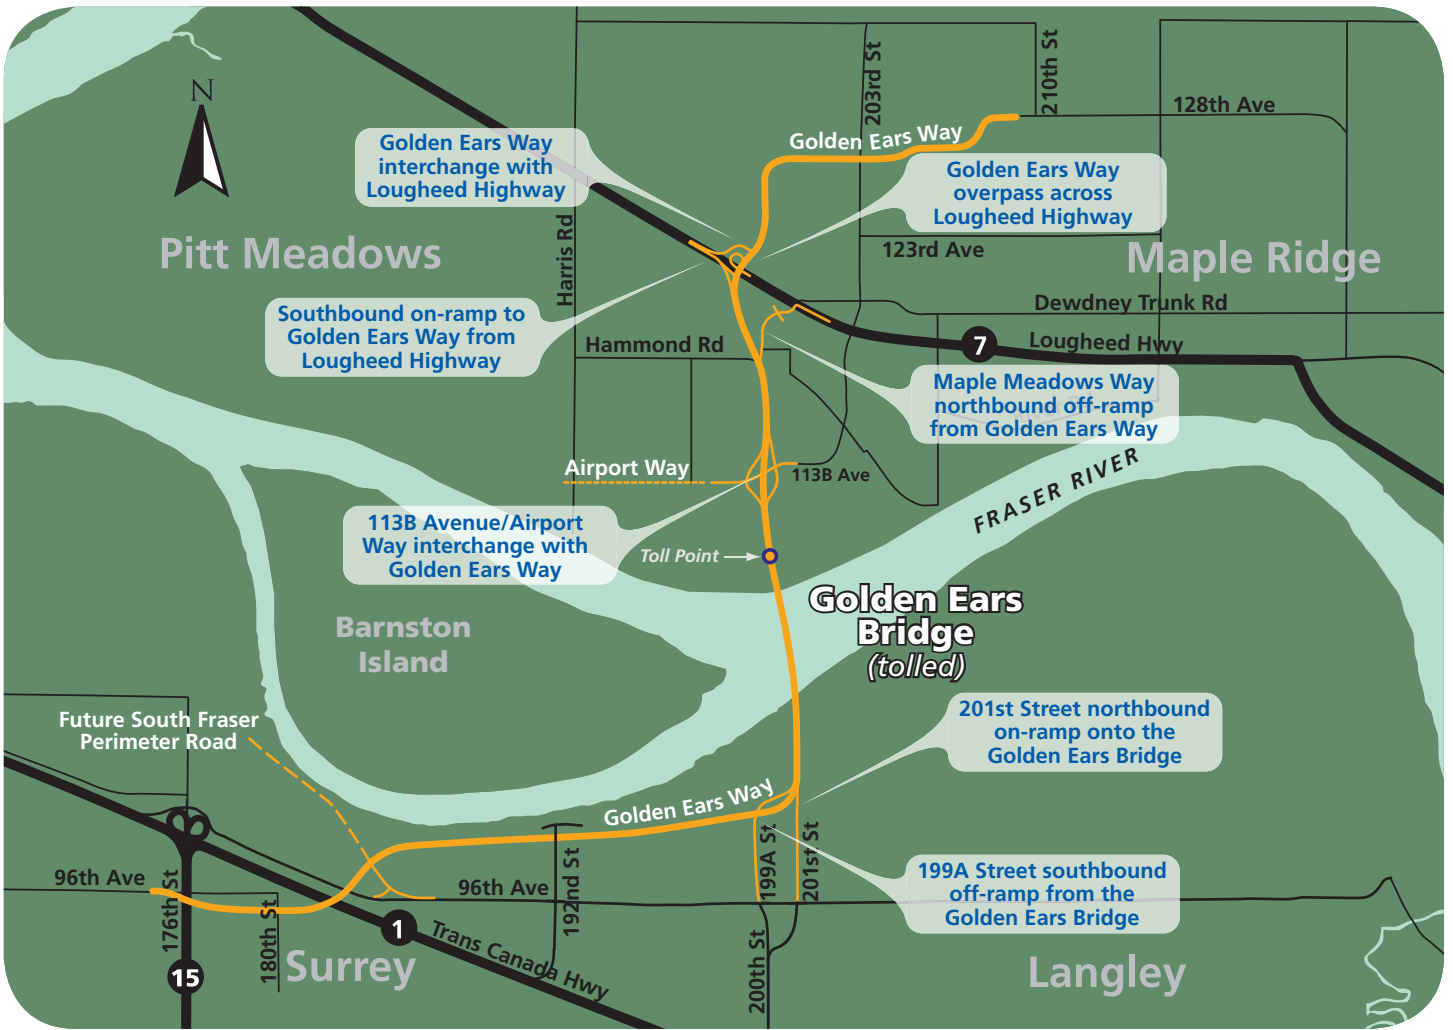 N
203rd St
210th St
128th Ave
Golden Ears Way
Golden Ears Way
interchange with
Lougheed Highway
Golden Ears Way
overpass across
Lougheed Highway
Pitt Meadows
Harris Rd
123rd Ave
Maple Ridge
Southbound on-ramp to
Golden Ears Way from
Lougheed Highway
Dewdney Trunk Rd
Hammond Rd
7
Lougheed Hwy
Maple Meadows Way
northbound off-ramp
from Golden Ears Way
Airport Way
113B Ave
FRASER RIVER
113B Avenue/Airport
Way interchange with
Golden Ears Way
Toll Point
Golden Ears
Bridge
(tolled)
Barnston
Island
Future South Fraser
Perimeter Road
201st Street northbound
on-ramp onto the
Golden Ears Bridge
Golden Ears Way
199A St
201st St
96th Ave
96th Ave
192nd St
176th St
180th St
199A Street southbound
off-ramp from the
Golden Ears Bridge
1
Trans Canada Hwy
200th St
15
Surrey
Langley